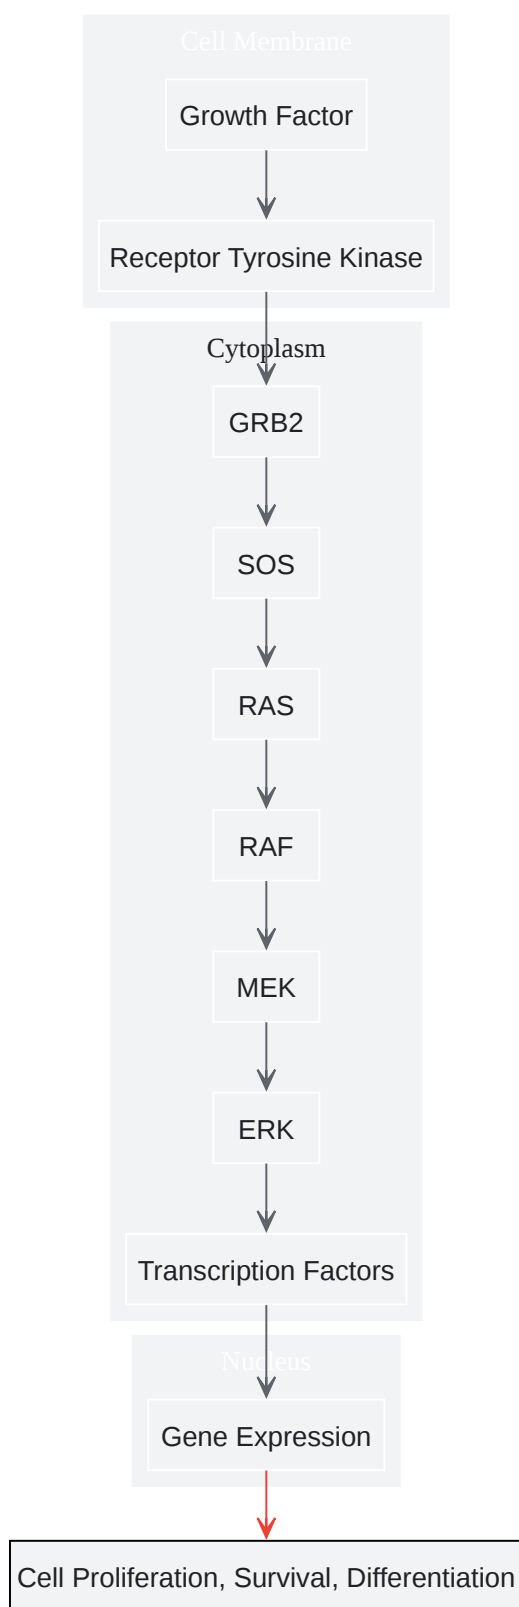 Cell Membrane
Growth Factor
Receptor Tyrosine Kinase
Cytoplasm
GRB2
SOS
RAS
RAF
MEK
ERK
Transcription Factors
Nucleus
Gene Expression
Cell Proliferation, Survival, Differentiation